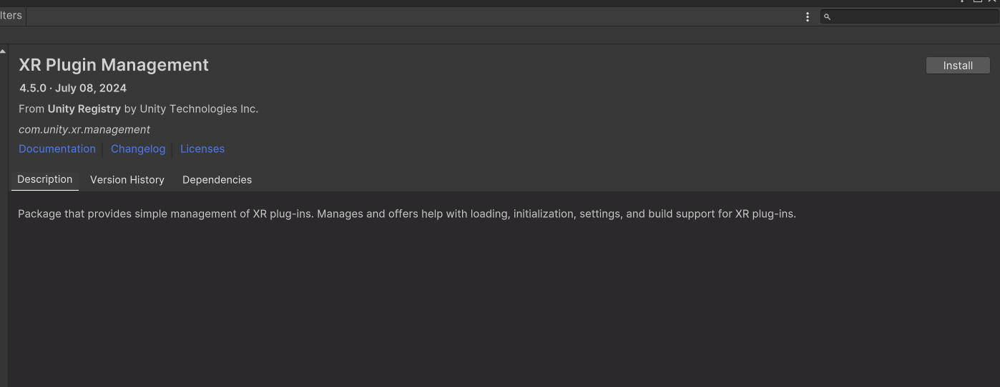 lters
XR Plugin Management
Install
4.5.0 · July 08, 2024
From Unity Registry by Unity Technologies Inc.
com.unity.xr.management
Documentation Changelog Licenses
Description Version History Dependencies
Package that provides simple management of XR plug-ins. Manages and offers help with loading, initialization, settings, and build support for XR plug-ins.